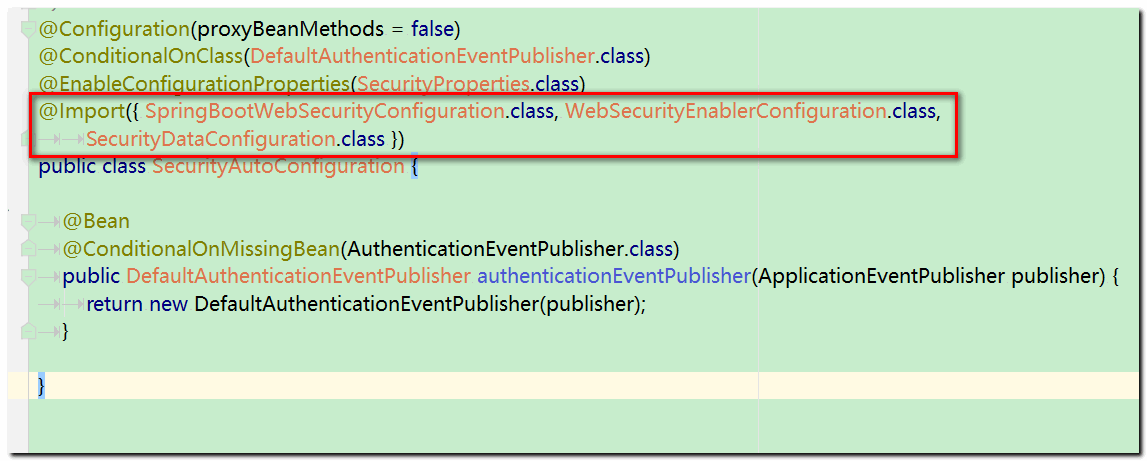 @Configuration(proxyBeanMethods = false)
@ConditionalOnClass(DefaultAuthenticationEventPublisher.class)
@EnableConfigurationProperties(SecurityProperties.class)
@Import({ SpringBootWebSecurityConfiguration.class, WebSecurityEnablerConfiguration.class,
SecurityDataConfiguration.class })
public class SecurityAutoConfiguration {
@Bean
@ConditionalOnMissingBean(AuthenticationEventPublisher.class)
public DefaultAuthenticationEventPublisher authenticationEventPublisher(ApplicationEventPublisher publisher) {
return new DefaultAuthenticationEventPublisher(publisher);
}
}